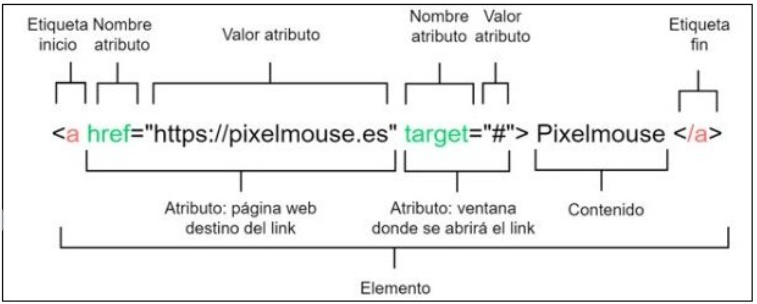 Etiqueta inicio
Nombre atributo
Valor atributo
Nombre atributo
Valor atributo
Etiqueta fin
<a href="https://pixelmouse.es" target="#"> Pixelmouse </a>
Atributo: página web
destino del link
Atributo: ventana
donde se abrirá el link
Contenido
Elemento